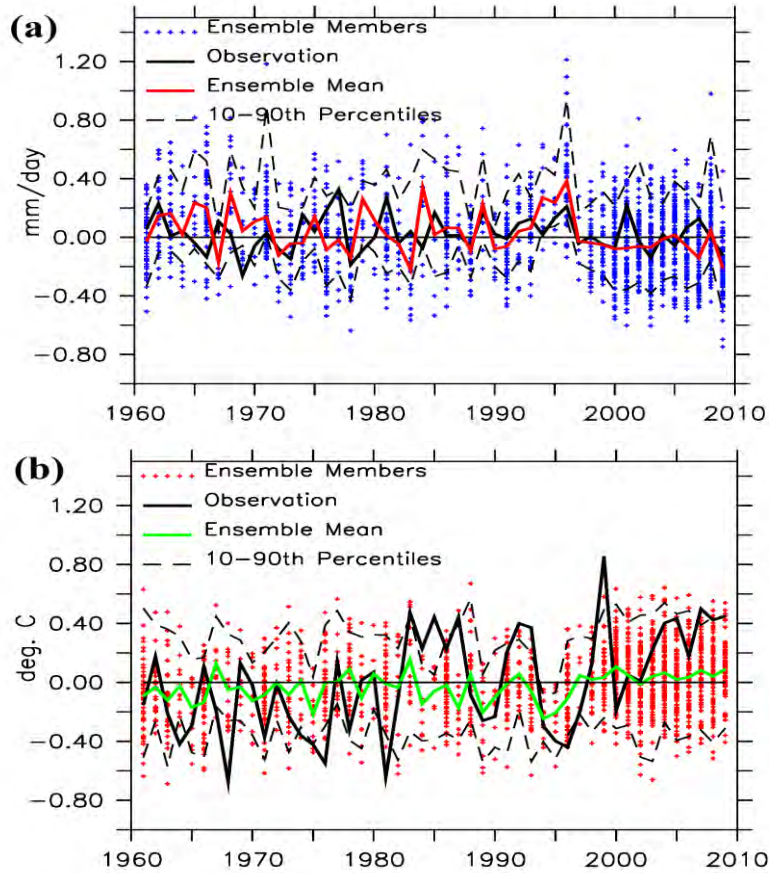 (a)
Ensemble Members
Observation
Ensemble Mean
10-90th Percentiles
mm/day
1.20
0.80
0.40
0.00
-0.40
-0.80
1960 1970 1980 1990 2000 2010
(b)
Ensemble Members
Observation
Ensemble Mean
10-90th Percentiles
deg. C
1.20
0.80
0.40
0.00
-0.40
-0.80
1960 1970 1980 1990 2000 2010